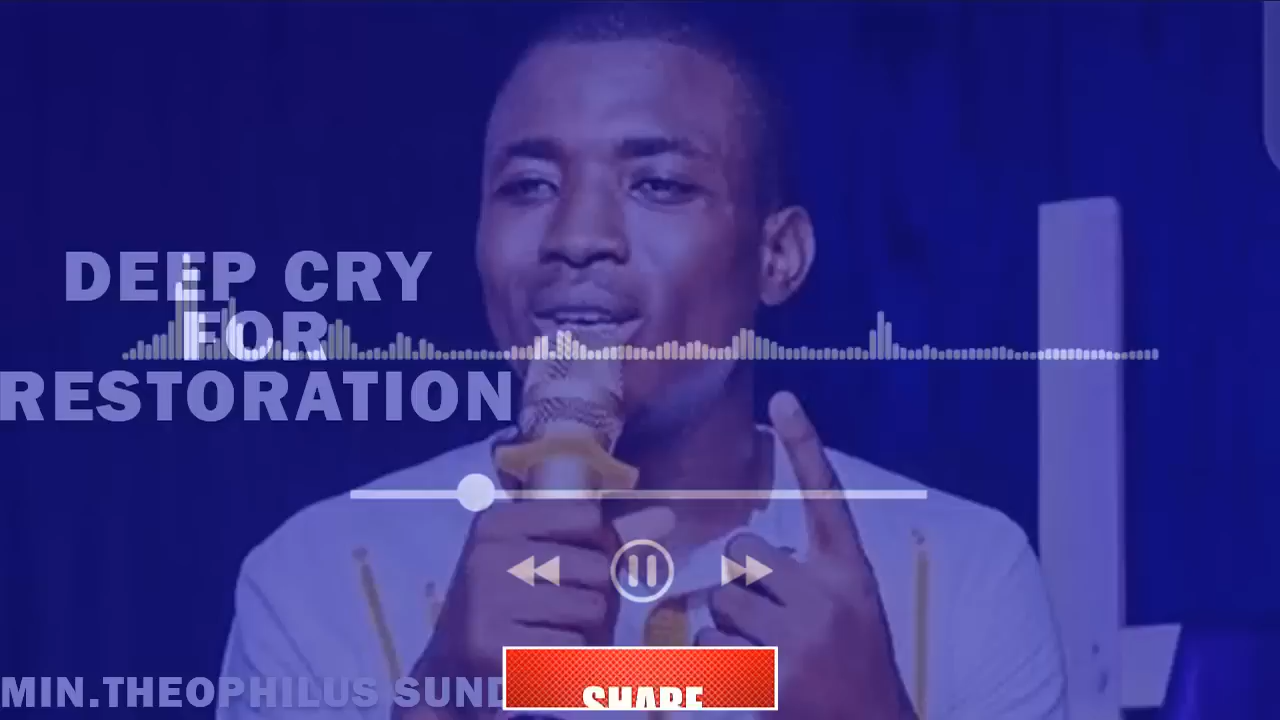 DEEP CRY
FOR
RESTORATION
MIN.THEOPHILUS SUND
SHARE